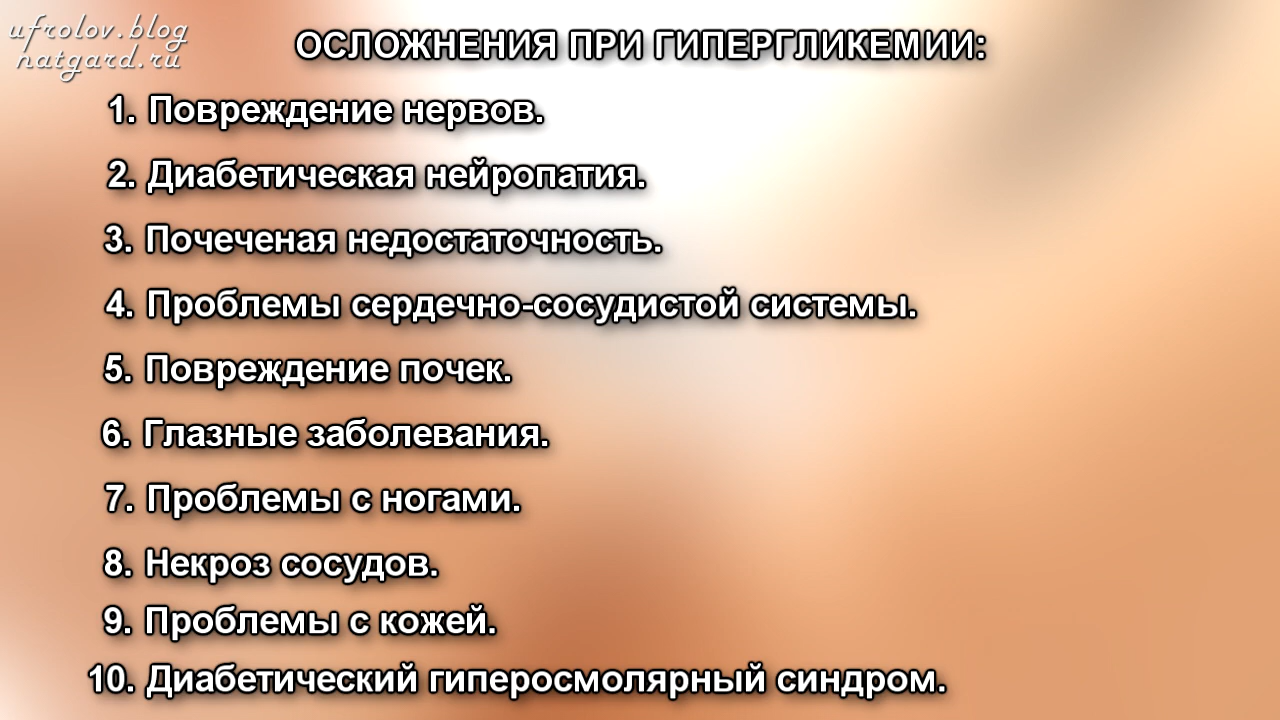 ufrolov.blog
hatgard.ru
ОСЛОЖНЕНИЯ ПРИ ГИПЕРГЛИКЕМИИ:
1. Повреждение нервов.
2. Диабетическая нейропатия.
3. Почеченая недостаточность.
4. Проблемы сердечно-сосудистой системы.
5. Повреждение почек.
6. Глазные заболевания.
7. Проблемы с ногами.
8. Некроз сосудов.
9. Проблемы с кожей.
10. Диабетический гиперосмолярный синдром.